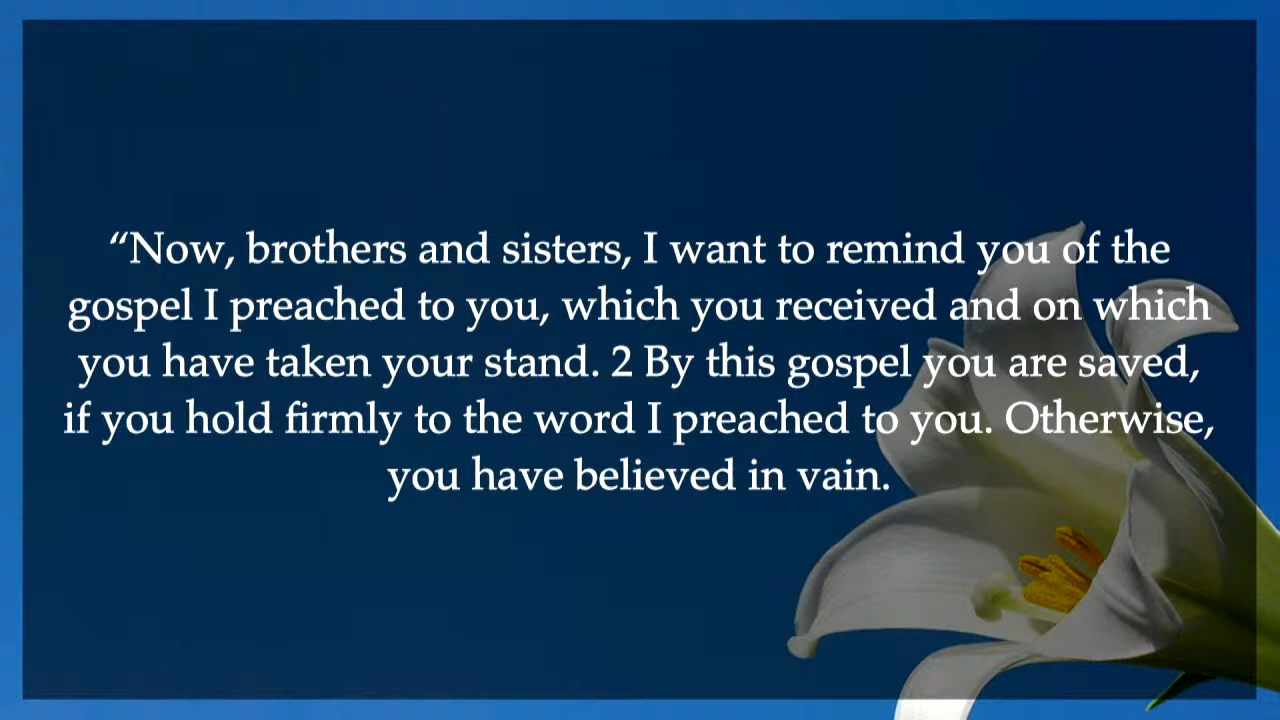 “Now, brothers and sisters, I want to remind you of the
gospel I preached to you, which you received and on which
you have taken your stand. 2 By this gospel you are saved,
if you hold firmly to the word I preached to you. Otherwise,
you have believed in vain.